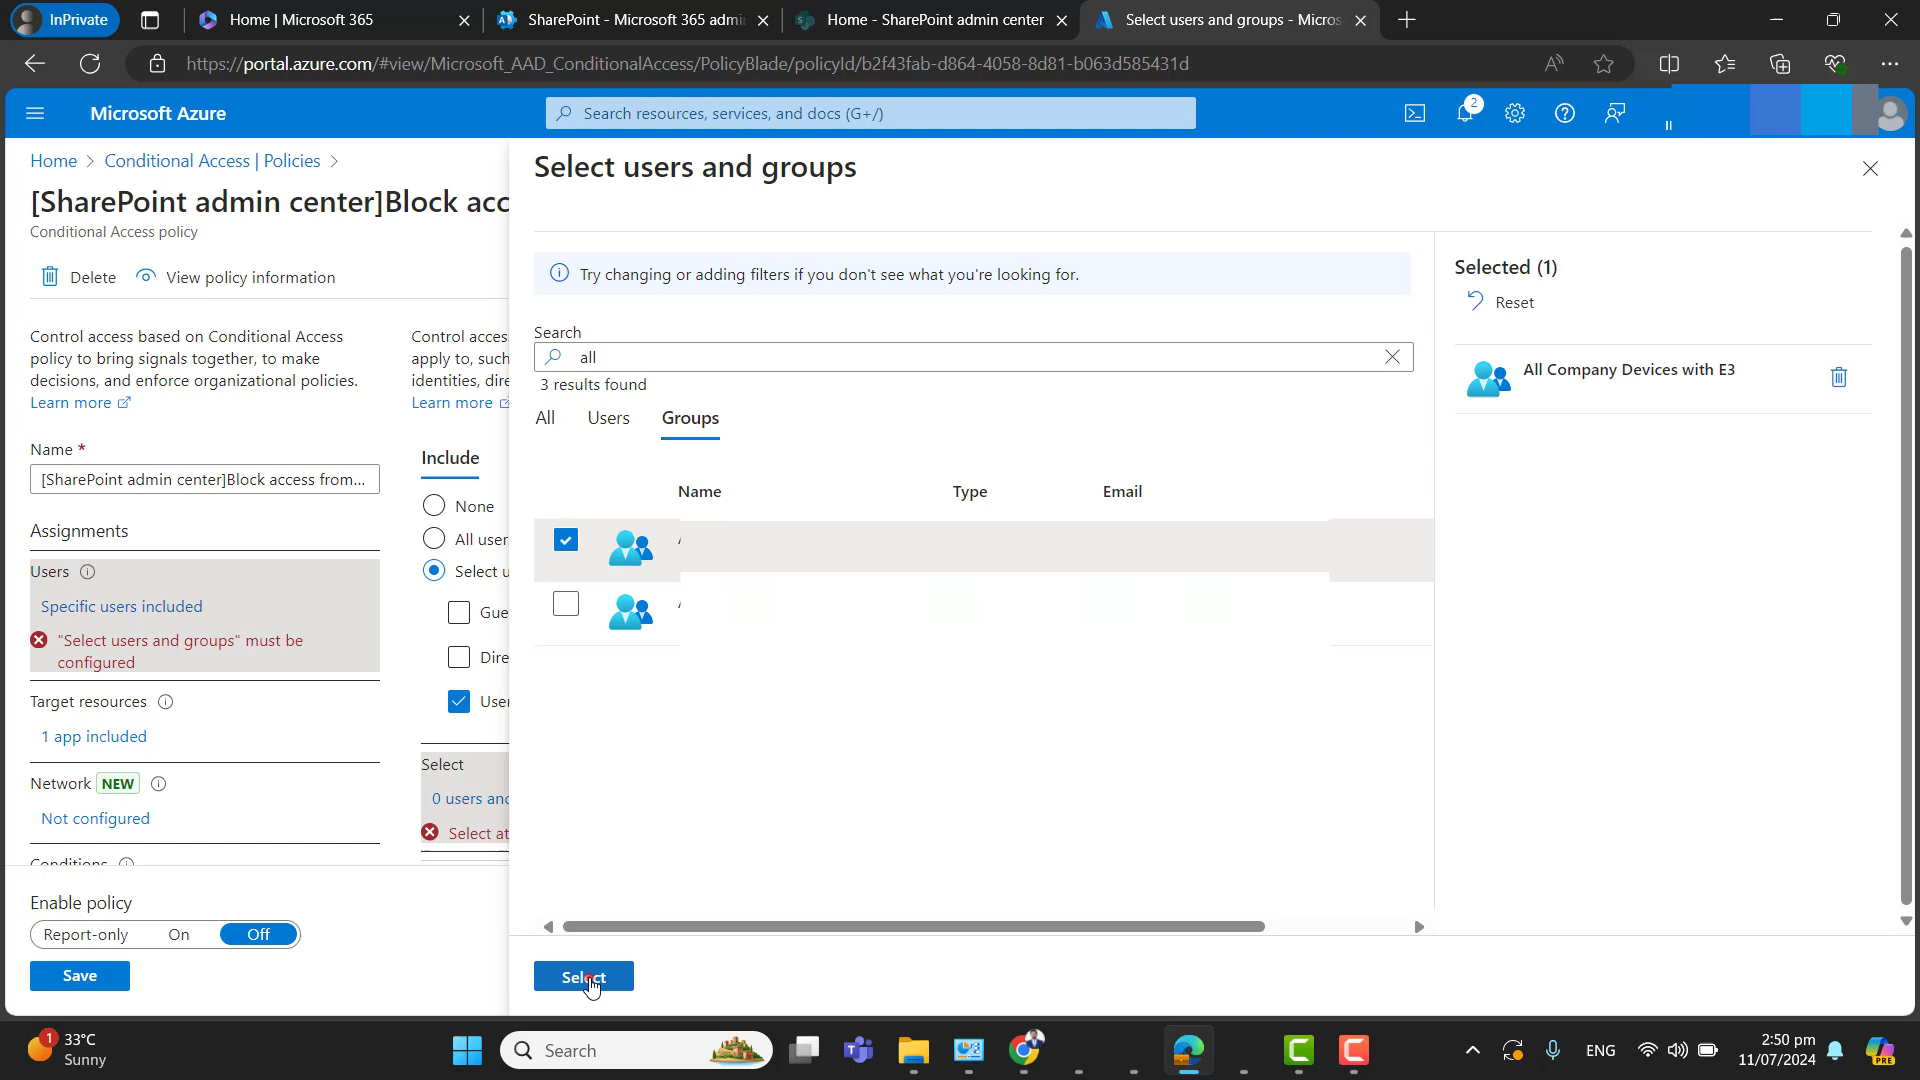 InPrivate
Home | Microsoft 365
SharePoint - Microsoft 365 admi
Home - SharePoint admin center
Select users and groups - Micros
https://portal.azure.com/#view/Microsoft_AAD_ConditionalAccess/PolicyBlade/policyId/b2f43fab-d864-4058-8d81-b063d585431d
Microsoft Azure
Search resources, services, and docs (G+/)
2
Home > Conditional Access | Policies >
[SharePoint admin center]Block acc
Conditional Access policy
Delete
View policy information
Control access based on Conditional Access
policy to bring signals together, to make
decisions, and enforce organizational policies.
Learn more
Control acces
apply to, such
identities, dire
Learn more
Name *
[SharePoint admin center]Block access from...
Assignments
Users
Specific users included
"Select users and groups" must be
configured
Target resources
1 app included
Network NEW
Not configured
Conditions
Include
None
All user
Select u
Gue
Dire
User
Select
0 users and
Select at
Enable policy
Report-only
On
Off
Save
Select users and groups
Try changing or adding filters if you don't see what you're looking for.
Search
all
3 results found
All
Users
Groups
Name
Type
Email
Select
Selected (1)
Reset
All Company Devices with E3
1
33°C
Sunny
Search
ENG
2:50 pm
11/07/2024
PRE